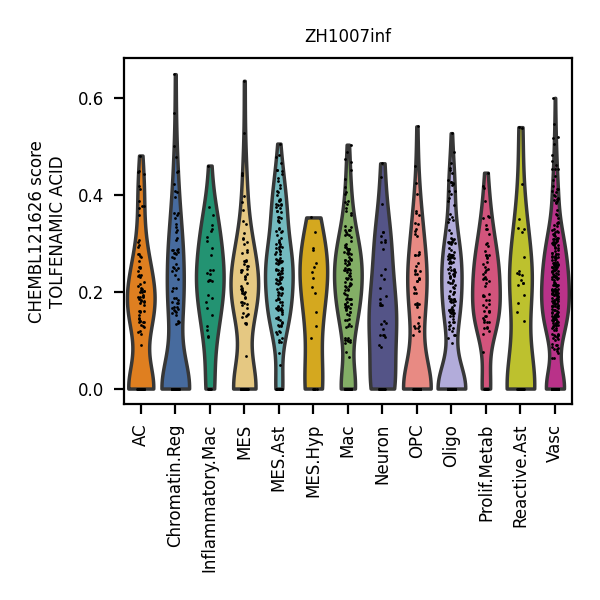 ZH1007inf
CHEMBL121626 score
TOLFENAMIC ACID
0.6
0.4
0.2
0.0
AC
Chromatin.Reg
Inflammatory.Mac
MES
MES.Ast
MES.Hyp
Mac
Neuron
OPC
Oligo
Prolif.Metab
Reactive.Ast
Vasc